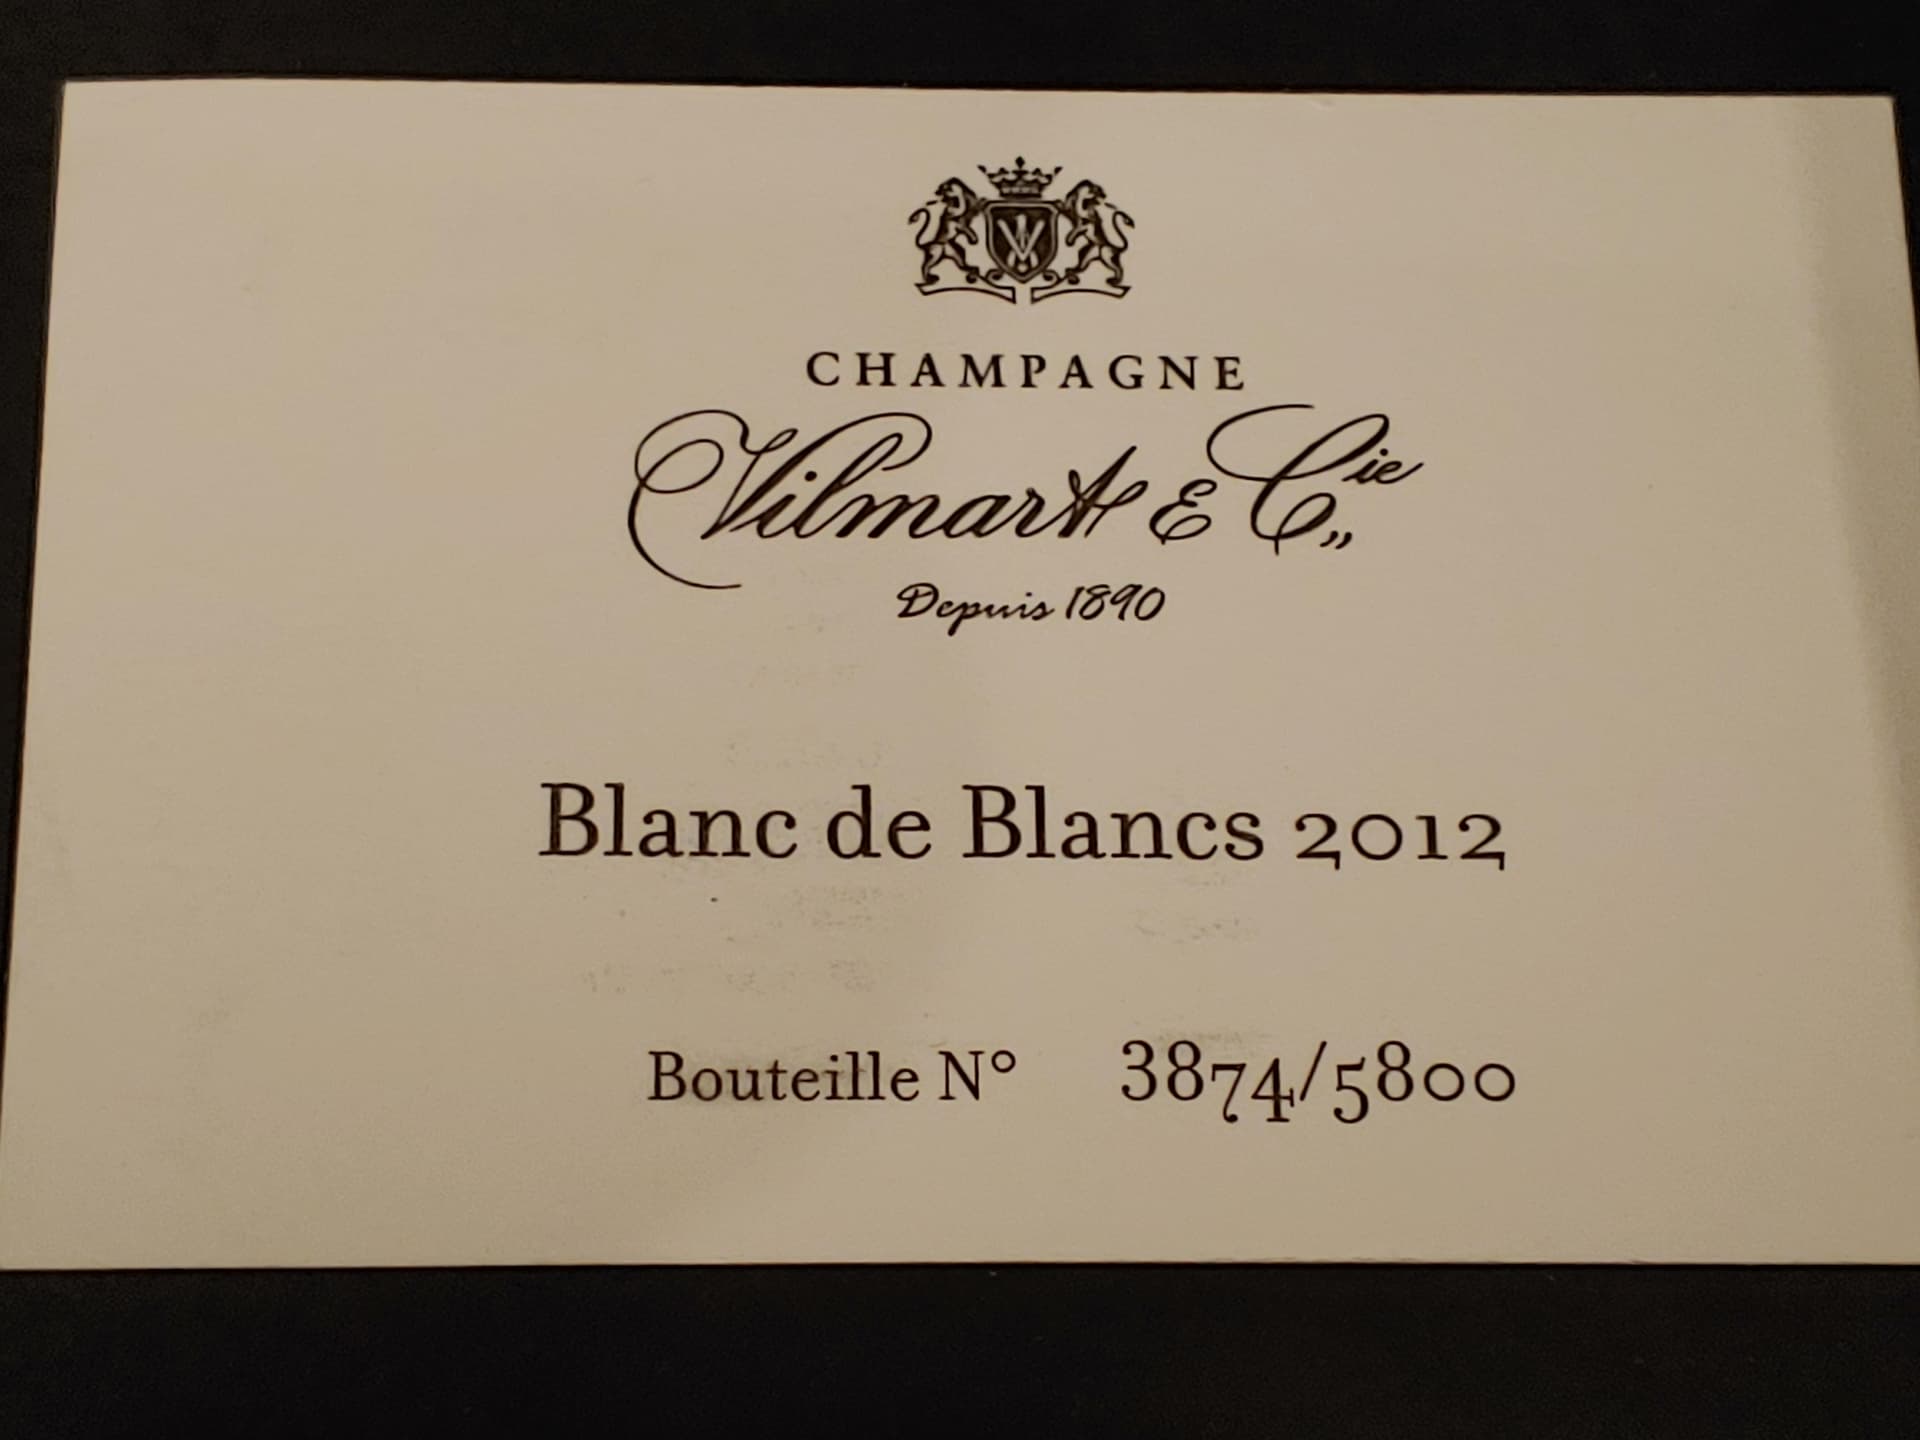 CHAMPAGNE
Vilmart & Cie
Depuis 1890
Blanc de Blancs 2012
Bouteille N° 3874/5800